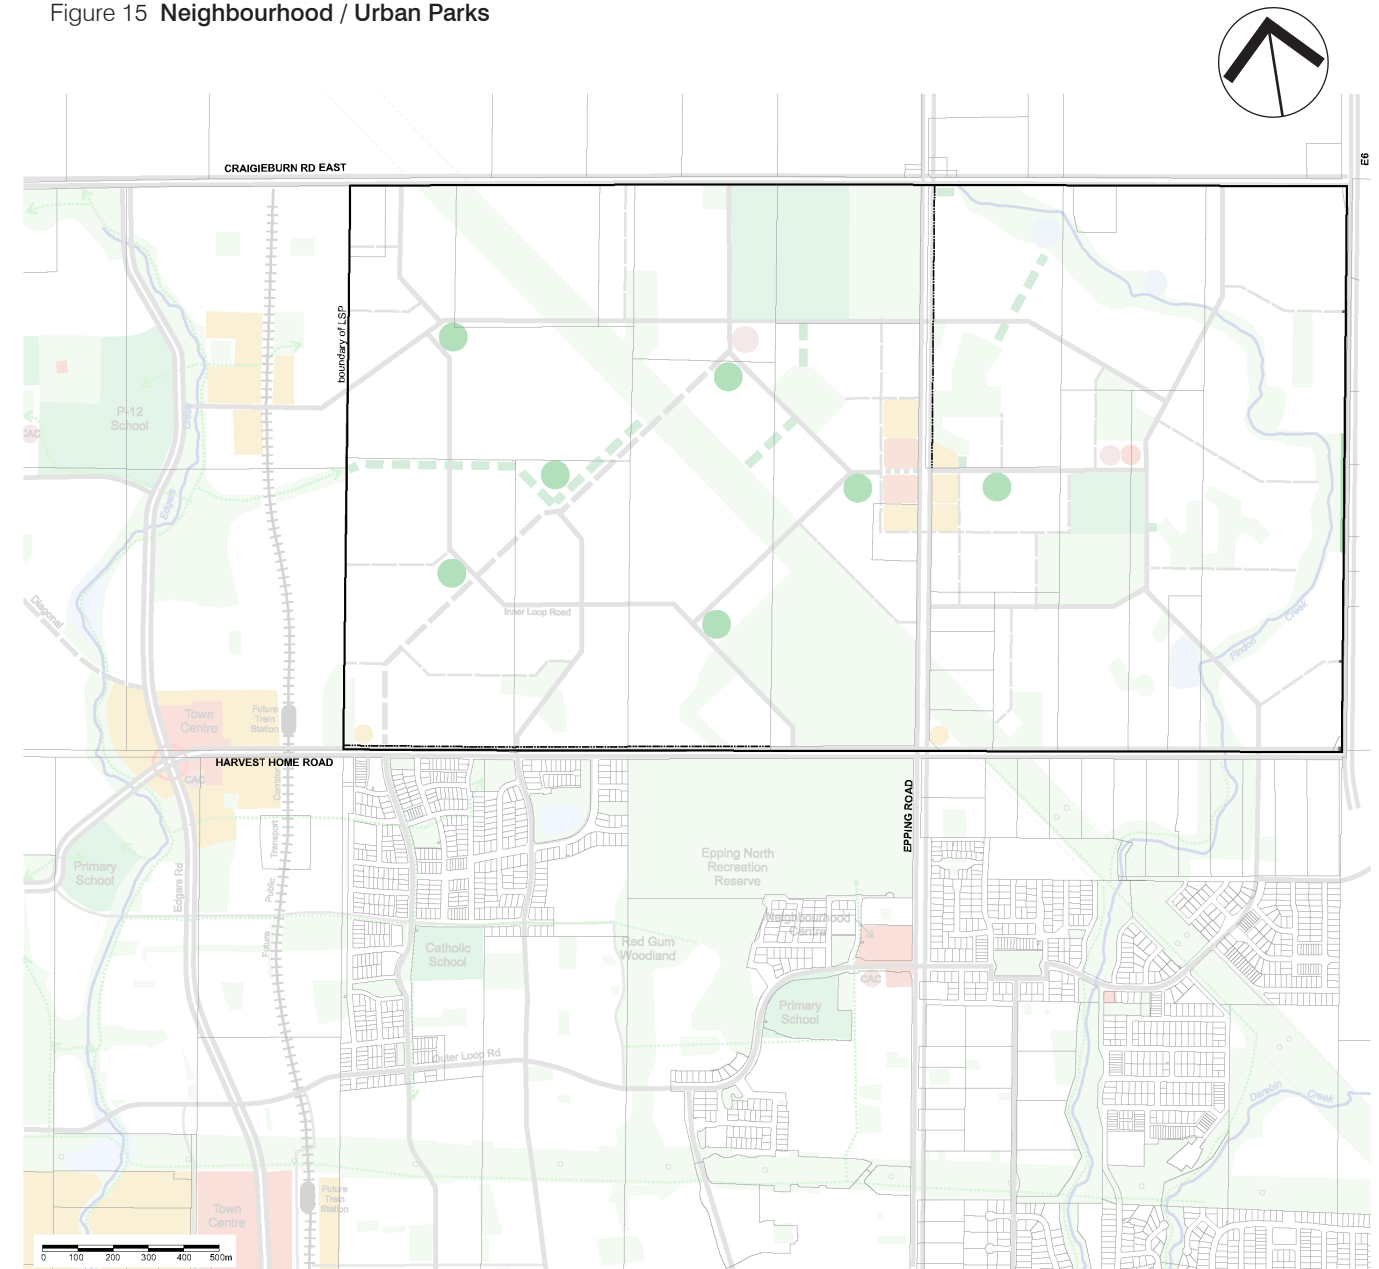 Figure 15 Neighbourhood / Urban Parks
CRAIGIEBURN RD EAST
E6
boundary of LSP
P-12
School
CAC
Creek
Edgars
Diagonal
Inner Loop Road
Findon
Creek
Town
Centre
Future
Train
Station
HARVEST HOME ROAD
CAC
Corridor
Transport
Public
Future
EPPING ROAD
Primary
School
Edgars Rd
Epping North
Recreation
Reserve
Neighbourhood
Centre
Catholic
School
Red Gum
Woodland
CAC
Primary
School
Outer Loop Rd
Darebin
Creek
Town
Centre
Future
Train
Station
0 100 200 300 400 500m